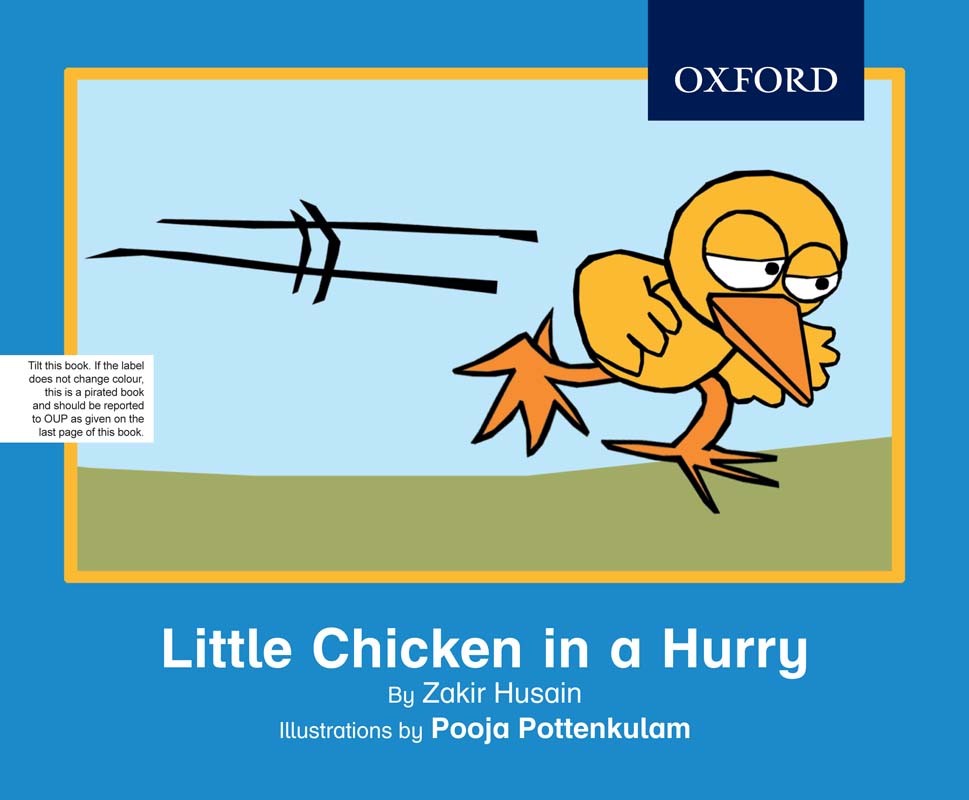 OXFORD
Tilt this book. If the label
does not change colour,
this is a pirated book
and should be reported
to OUP as given on the
last page of this book.
Little Chicken in a Hurry
By Zakir Husain
Illustrations by Pooja Pottenkulam